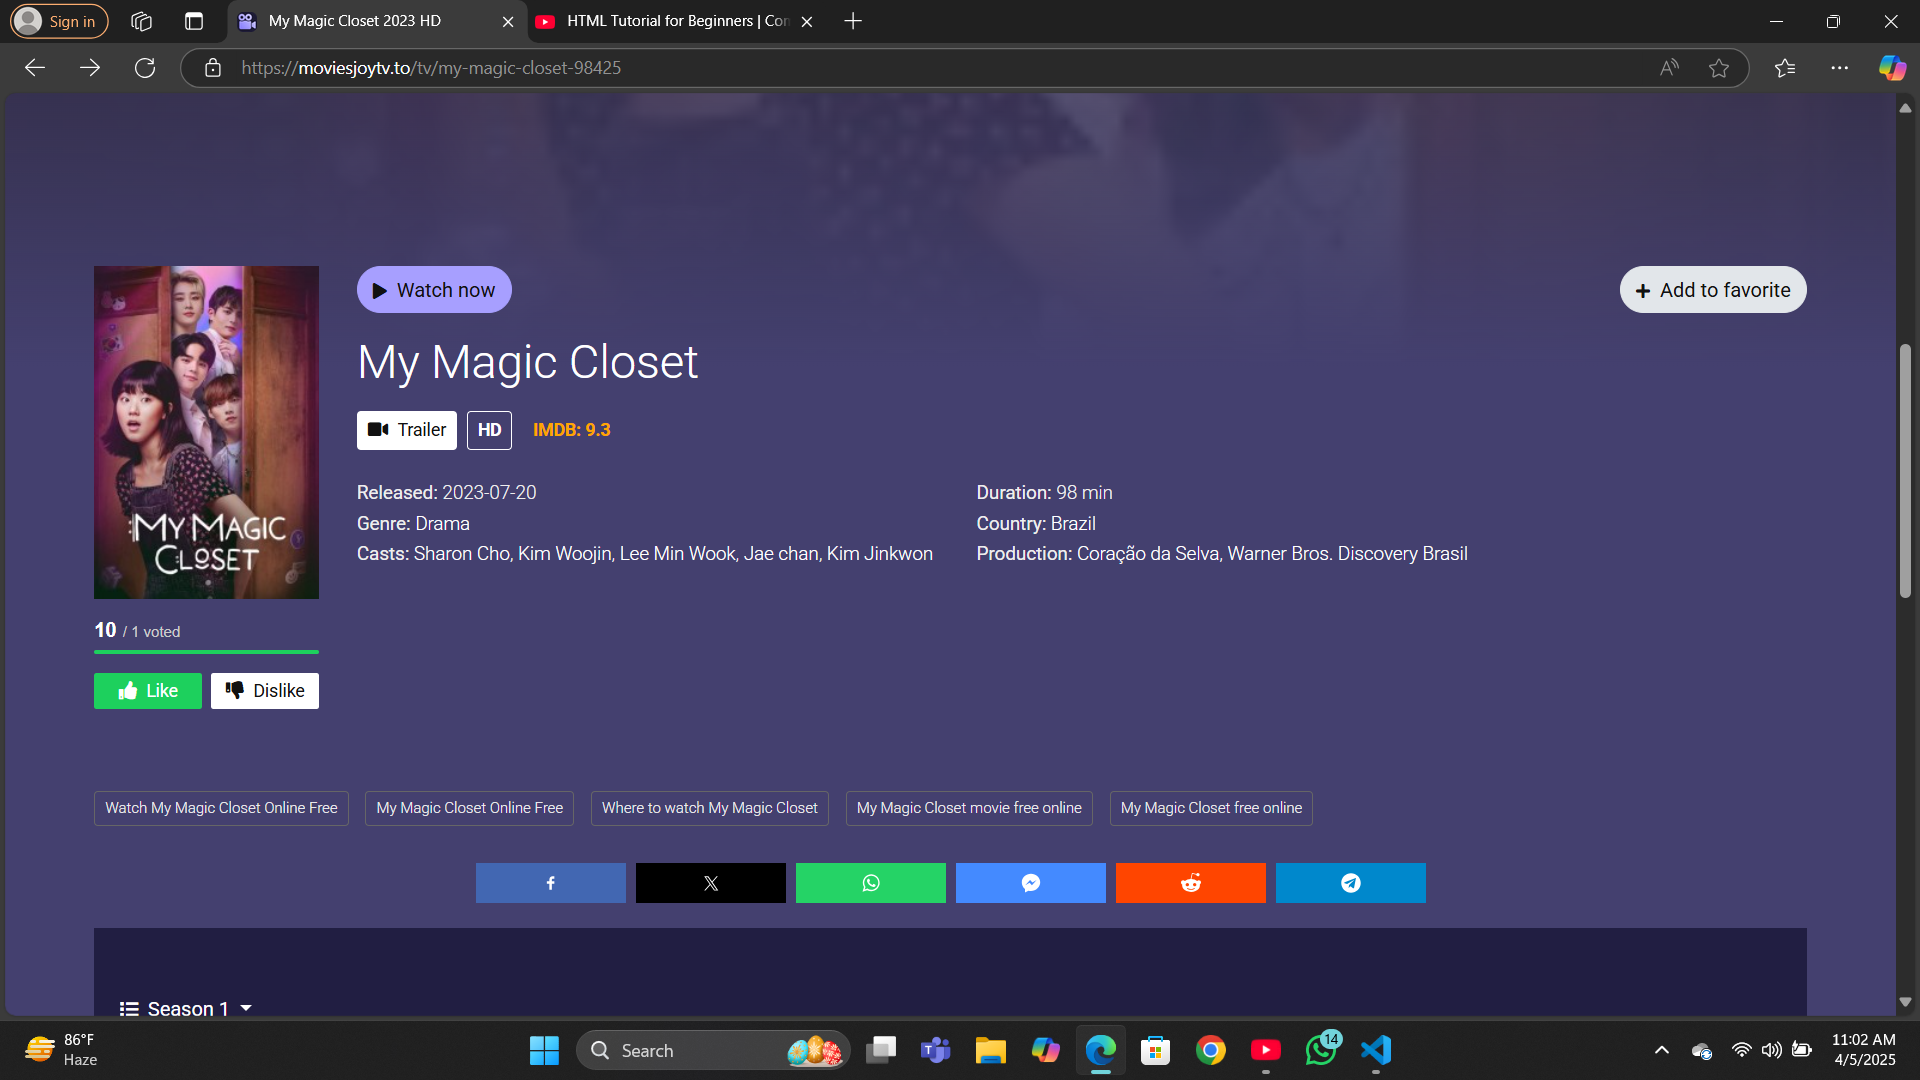 Sign in
My Magic Closet 2023 HD
HTML Tutorial for Beginners | Con
https://moviesjoytv.to/tv/my-magic-closet-98425
Watch now
Add to favorite
My Magic Closet
Trailer
HD
IMDB: 9.3
Released: 2023-07-20
Genre: Drama
Casts: Sharon Cho, Kim Woojin, Lee Min Wook, Jae chan, Kim Jinkwon
Duration: 98 min
Country: Brazil
Production: Coração da Selva, Warner Bros. Discovery Brasil
MY MAGIC
CLOSET
10 / 1 voted
Like
Dislike
Watch My Magic Closet Online Free
My Magic Closet Online Free
Where to watch My Magic Closet
My Magic Closet movie free online
My Magic Closet free online
Season 1
86°F
Haze
Search
14
11:02 AM
4/5/2025